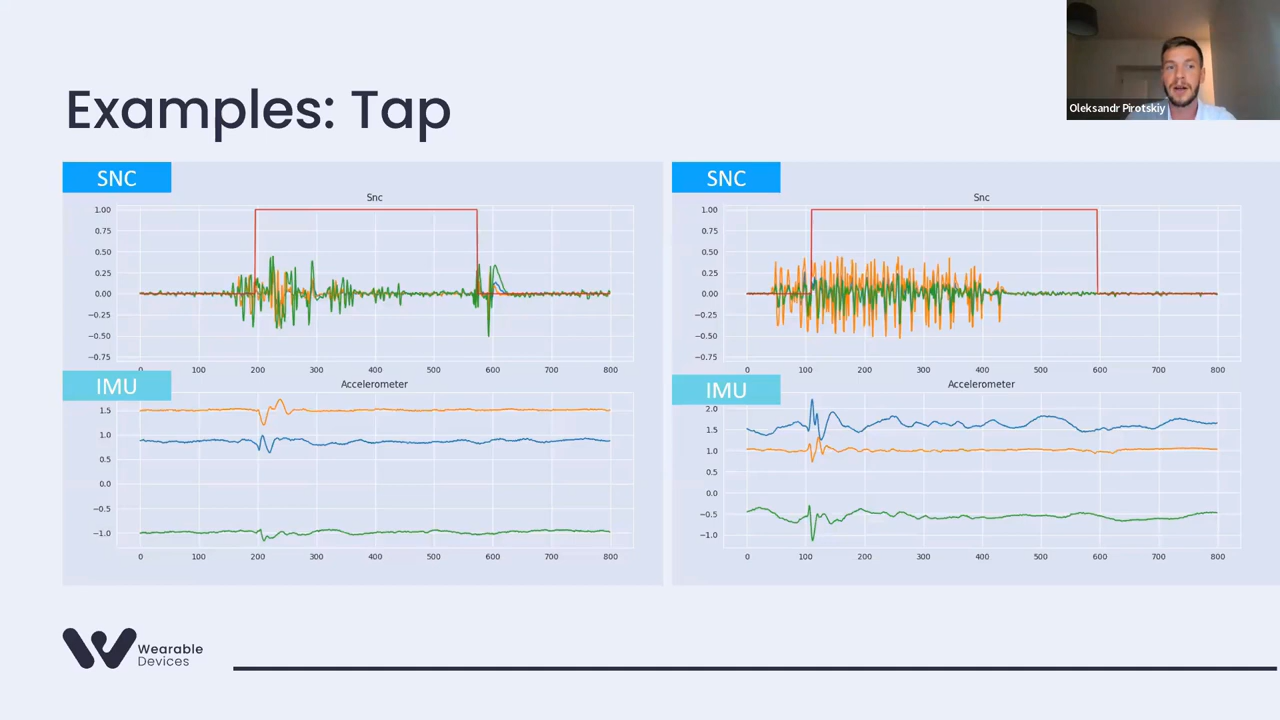 Examples: Tap
Oleksandr Pirotskiy
SNC
Snc
1.00
0.75
0.50
0.25
0.00
−0.25
−0.50
−0.75
0 100 200 300 400 500 600 700 800
IMU
Accelerometer
1.5
1.0
0.5
0.0
−0.5
−1.0
0 100 200 300 400 500 600 700 800
SNC
Snc
1.00
0.75
0.50
0.25
0.00
−0.25
−0.50
−0.75
0 100 200 300 400 500 600 700 800
IMU
Accelerometer
2.0
1.5
1.0
0.5
0.0
−0.5
−1.0
0 100 200 300 400 500 600 700 800
Wearable
Devices